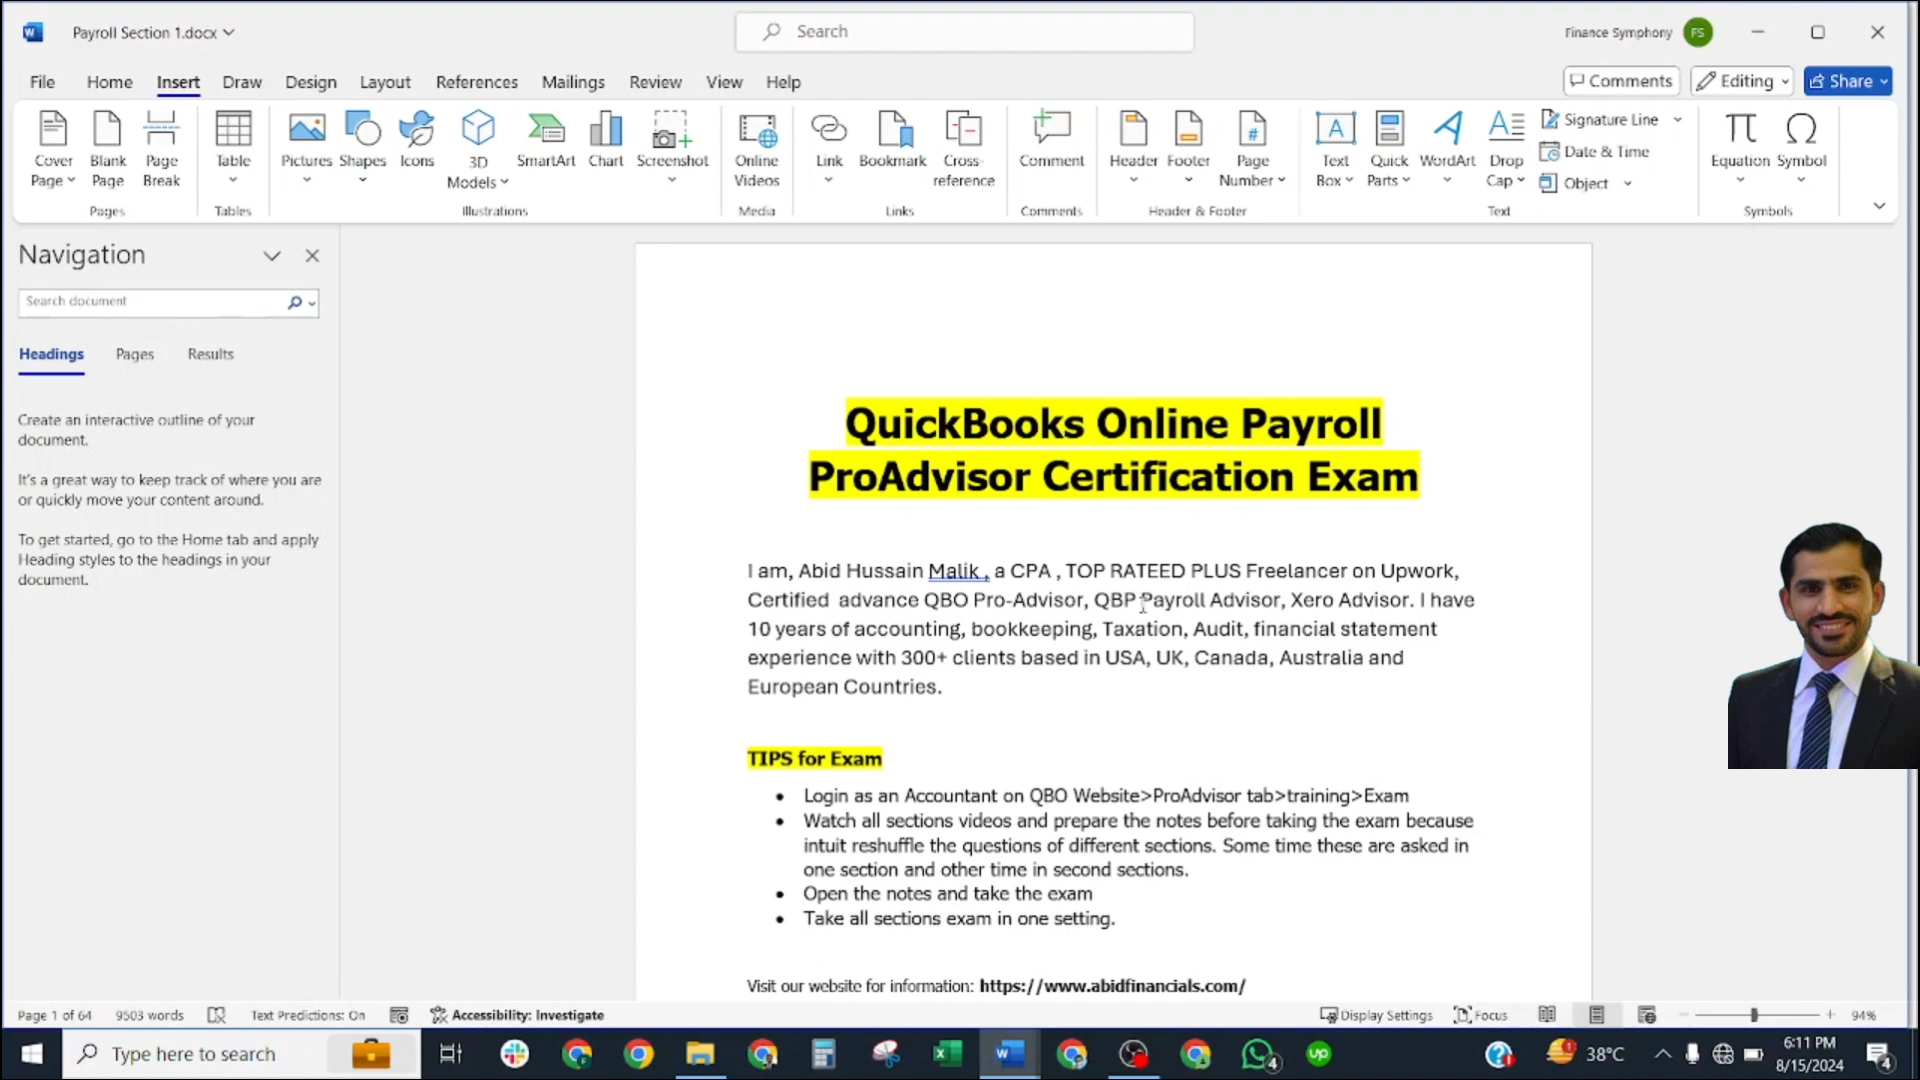 Payroll Section 1.docx
Search
Finance Symphony
FS
File Home Insert Draw Design Layout References Mailings Review View Help
Comments Editing Share
Cover Page
Blank Page
Page Break
Pages
Table
Tables
Pictures
Shapes
Icons
3D Models
SmartArt
Chart
Screenshot
Illustrations
Online Videos
Media
Link
Bookmark
Cross-reference
Links
Comment
Comments
Header
Footer
Page Number
Header & Footer
Text Box
Quick Parts
WordArt
Drop Cap
Signature Line
Date & Time
Object
Text
Equation
Symbol
Symbols
Navigation
Search document
Headings Pages Results
Create an interactive outline of your
document.
It's a great way to keep track of where you are
or quickly move your content around.
To get started, go to the Home tab and apply
Heading styles to the headings in your
document.
QuickBooks Online Payroll
ProAdvisor Certification Exam
I am, Abid Hussain Malik , a CPA , TOP RATEED PLUS Freelancer on Upwork,
Certified advance QBO Pro-Advisor, QBP Payroll Advisor, Xero Advisor. I have
10 years of accounting, bookkeeping, Taxation, Audit, financial statement
experience with 300+ clients based in USA, UK, Canada, Australia and
European Countries.
TIPS for Exam
• Login as an Accountant on QBO Website>ProAdvisor tab>training>Exam
• Watch all sections videos and prepare the notes before taking the exam because
intuit reshuffle the questions of different sections. Some time these are asked in
one section and other time in second sections.
• Open the notes and take the exam
• Take all sections exam in one setting.
Visit our website for information: https://www.abidfinancials.com/
Page 1 of 64 9503 words Text Predictions: On Accessibility: Investigate
Display Settings Focus 94%
Type here to search
38°C
6:11 PM
8/15/2024